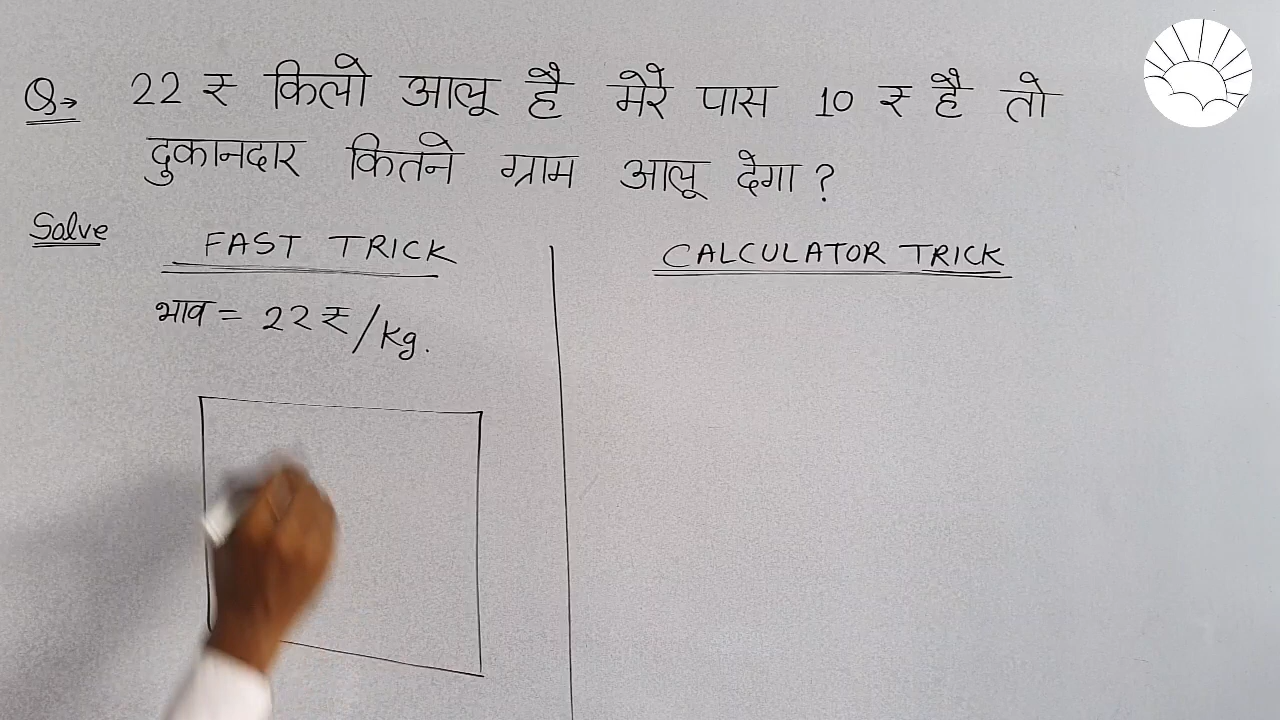 Q→ 22 ₹ किलो आलू है मेरे पास 10 ₹ है तो
दुकानदार कितने ग्राम आलू देगा ?
Solve
FAST TRICK
भाव = 22 ₹ / Kg.
CALCULATOR TRICK